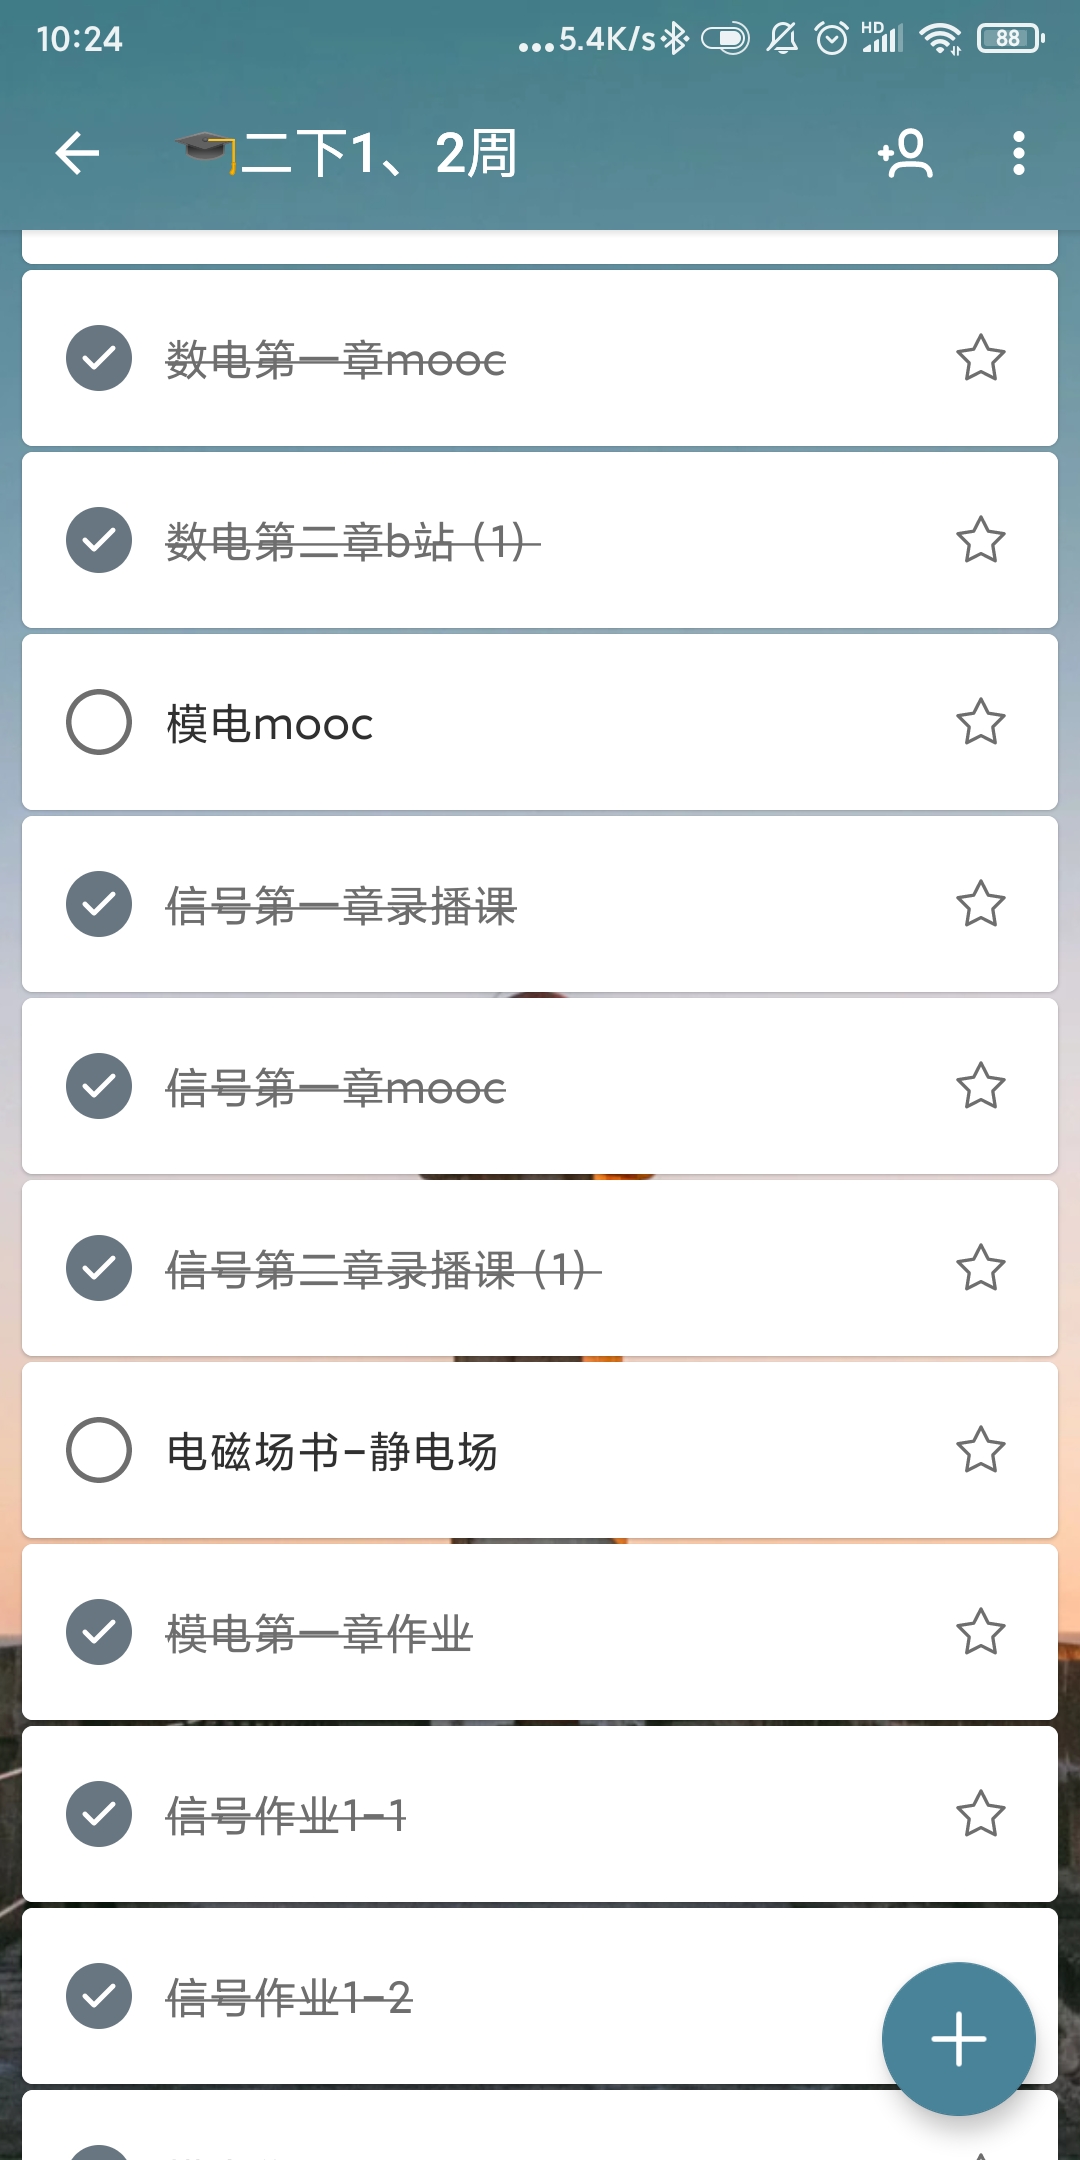 10:24
...5.4K/s
HD
88
🎓二下1、2周
数电第一章mooc
数电第二章b站 (1)
模电mooc
信号第一章录播课
信号第一章mooc
信号第二章录播课 (1)
电磁场书-静电场
模电第一章作业
信号作业1-1
信号作业1-2